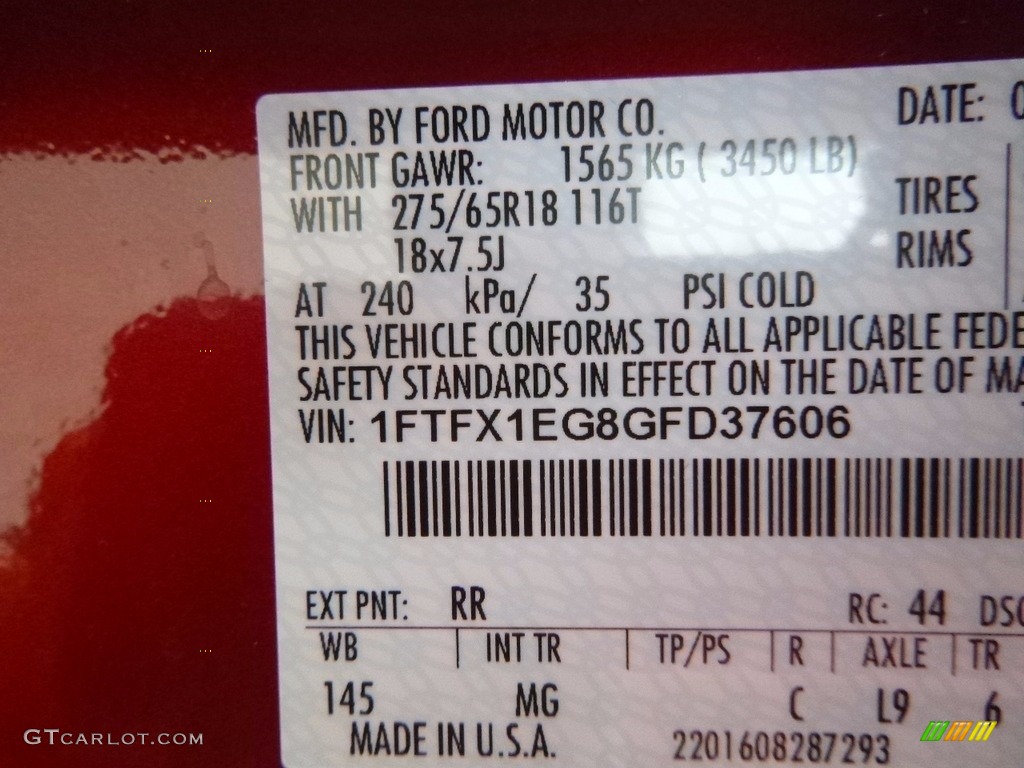 MFD. BY FORD MOTOR CO. DATE:
FRONT GAWR: 1565 KG ( 3450 LB)
WITH 275/65R18 116T TIRES
18x7.5J RIMS
AT 240 kPa/ 35 PSI COLD
THIS VEHICLE CONFORMS TO ALL APPLICABLE FEDE
SAFETY STANDARDS IN EFFECT ON THE DATE OF MA
VIN: 1FTFX1EG8GFD37606
EXT PNT: RR RC: 44 DSO
WB INT TR TP/PS R AXLE TR
145 MG C L9 6
MADE IN U.S.A. 2201608287293
GTCARLOT.COM